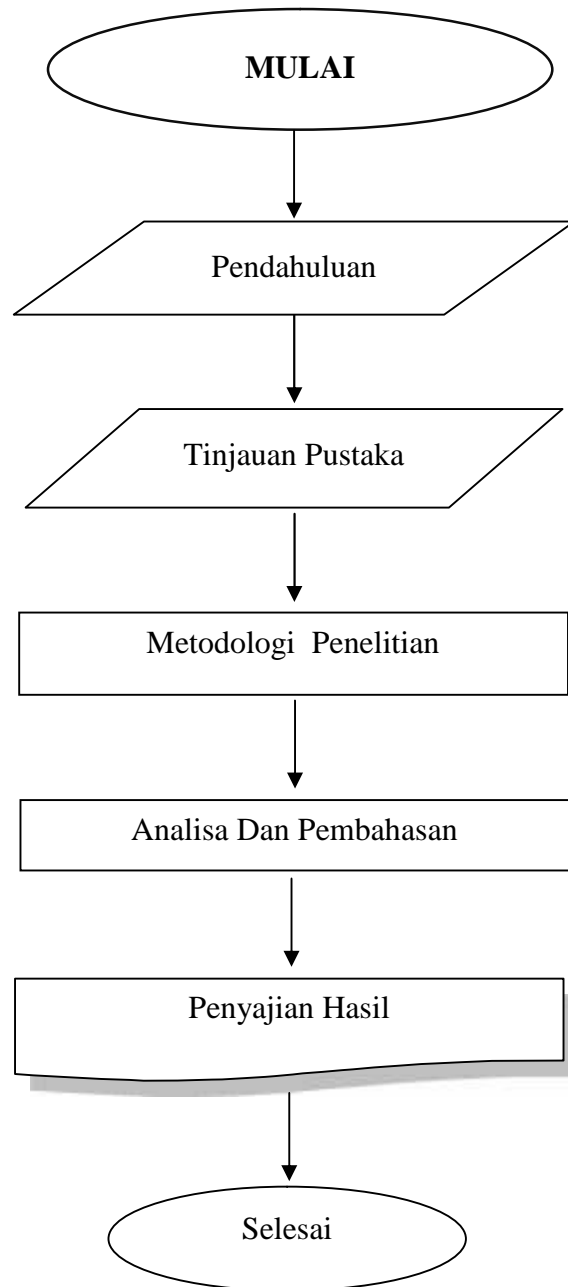 MULAI
Pendahuluan
Tinjauan Pustaka
Metodologi Penelitian
Analisa Dan Pembahasan
Penyajian Hasil
Selesai